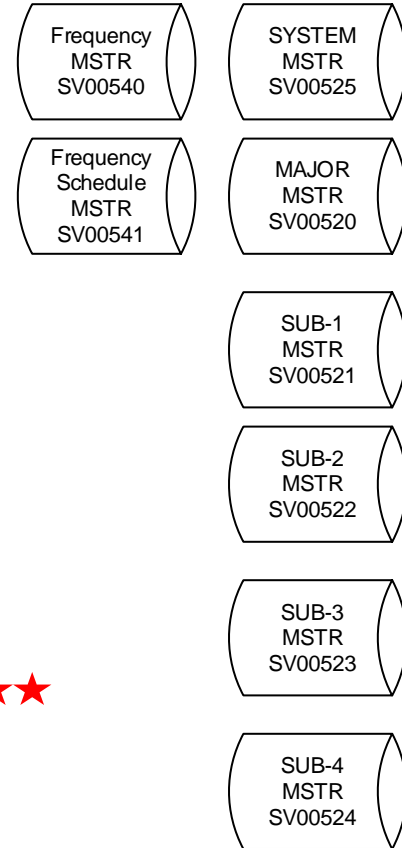 Frequency
MSTR
SV00540
SYSTEM
MSTR
SV00525
Frequency
Schedule
MSTR
SV00541
MAJOR
MSTR
SV00520
SUB-1
MSTR
SV00521
SUB-2
MSTR
SV00522
SUB-3
MSTR
SV00523
SUB-4
MSTR
SV00524